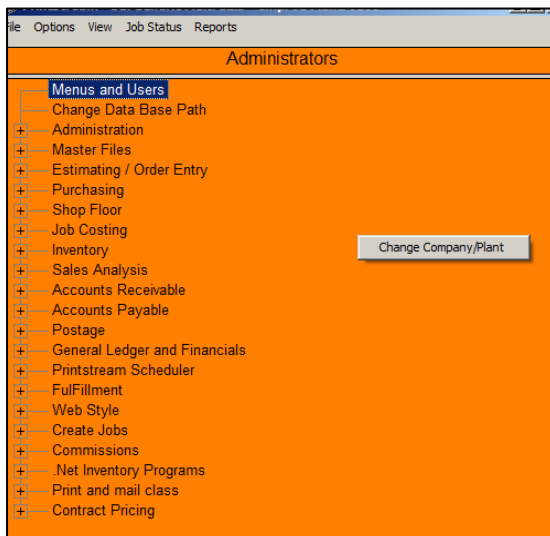 File Options View Job Status Reports
Administrators
Menus and Users
Change Data Base Path
Administration
Master Files
Estimating / Order Entry
Purchasing
Shop Floor
Job Costing
Inventory
Change Company/Plant
Sales Analysis
Accounts Receivable
Accounts Payable
Postage
General Ledger and Financials
Printstream Scheduler
FulFillment
Web Style
Create Jobs
Commissions
.Net Inventory Programs
Print and mail class
Contract Pricing